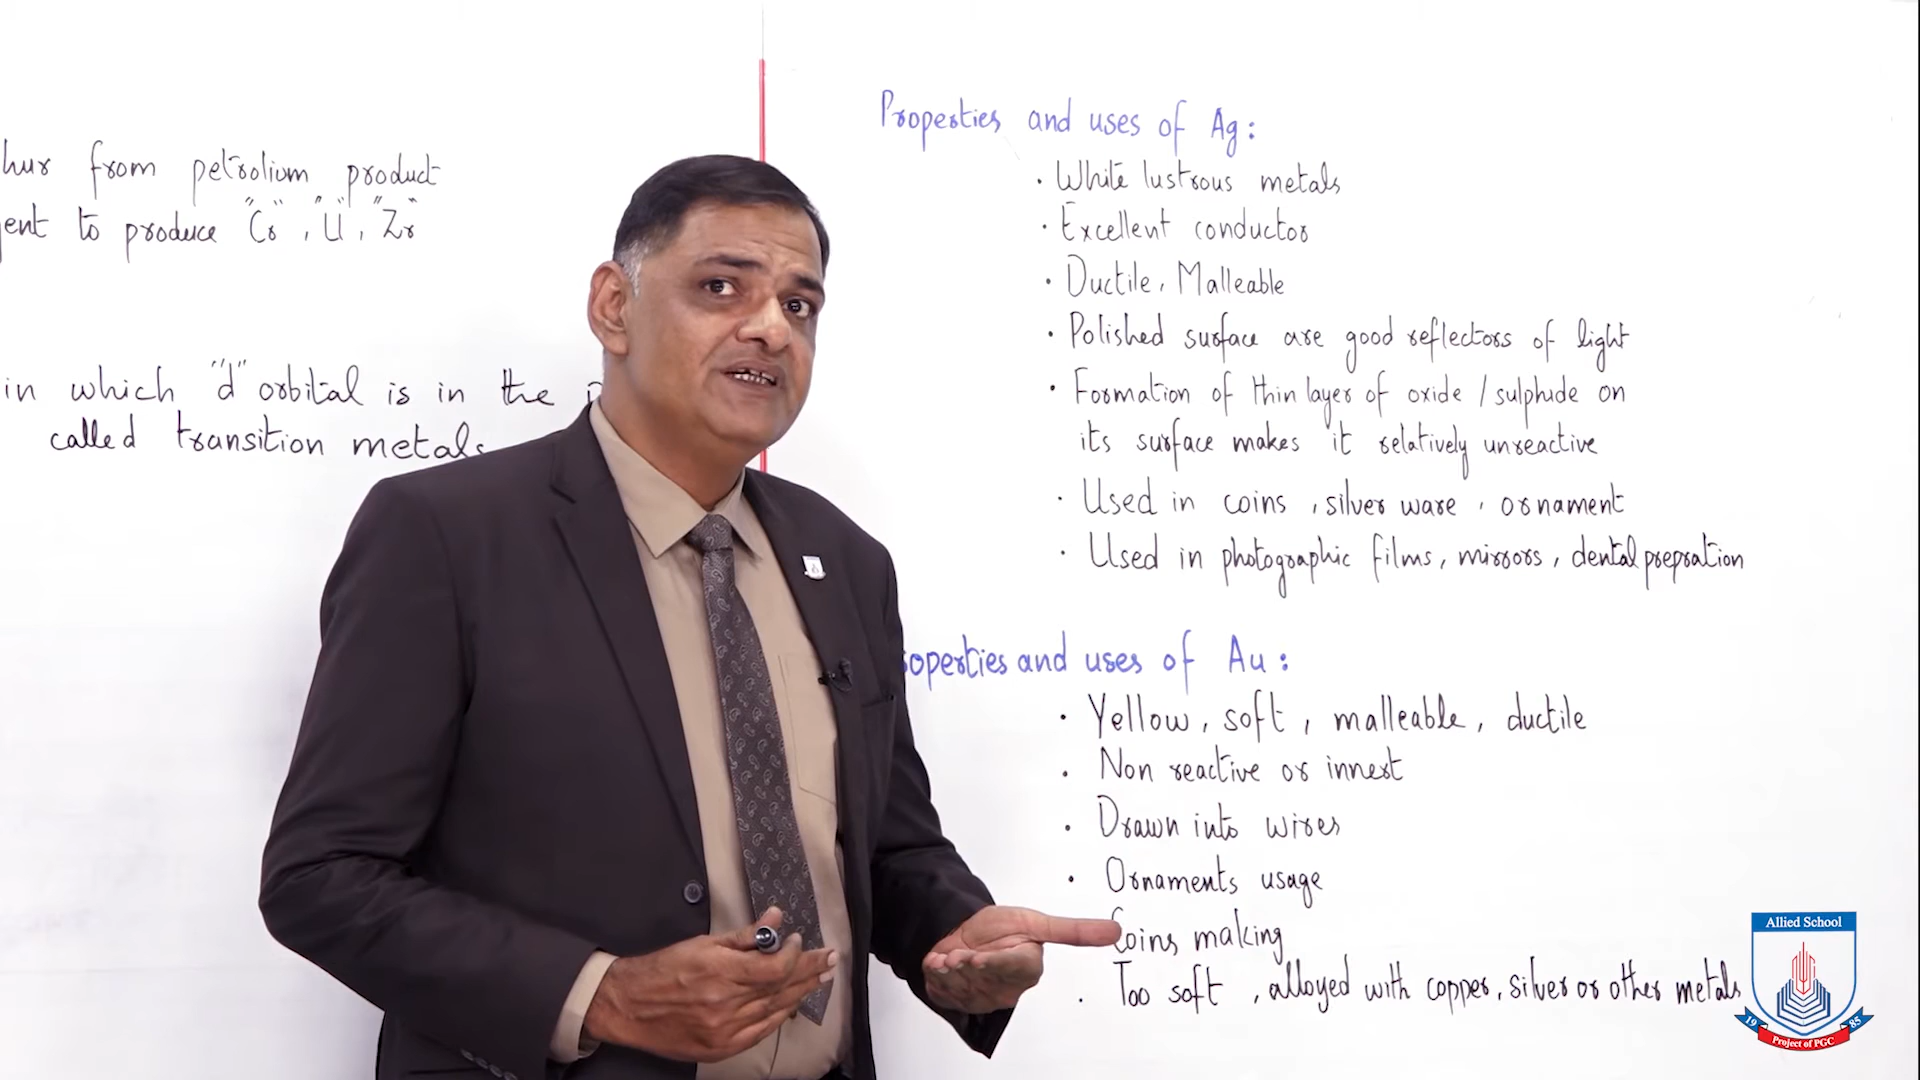 hur from petrolium product
ent to produce "Cr", "U", "Zr"
in which "d" orbital is in the
called transition metals
Properties and uses of Ag:
· White lustrous metals
· Excellent conductor
· Ductile, Malleable
· Polished surface are good reflectors of light
· Formation of thin layer of oxide / sulphide on
its surface makes it relatively unreactive
· Used in coins, silver ware, ornament
· Used in photographic films, mirrors, dental prepration
operties and uses of Au:
· Yellow, soft, malleable, ductile
· Non reactive or innert
· Drawn into wires
· Ornaments usage
Coins making
· Too soft, alloyed with copper, silver or other metals
Allied School
19 85
Project of PGC